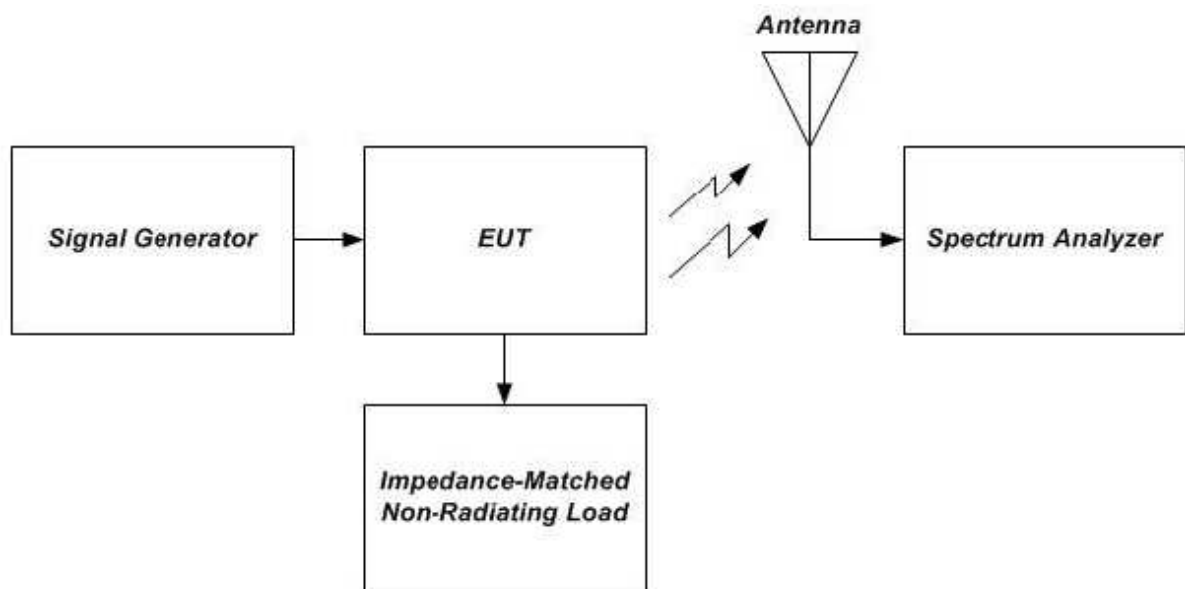 Antenna
Signal Generator
EUT
Spectrum Analyzer
Impedance-Matched
Non-Radiating Load